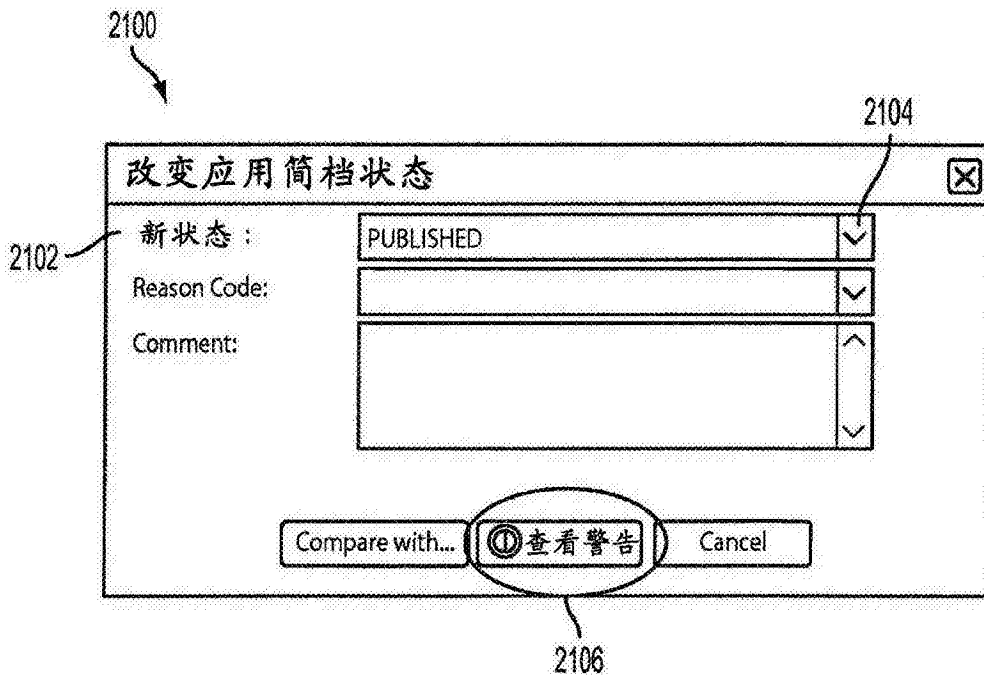 2100
2104
改变应用简档状态
2102
新状态：
PUBLISHED
Reason Code:
Comment:
Compare with...
查看警告
Cancel
2106